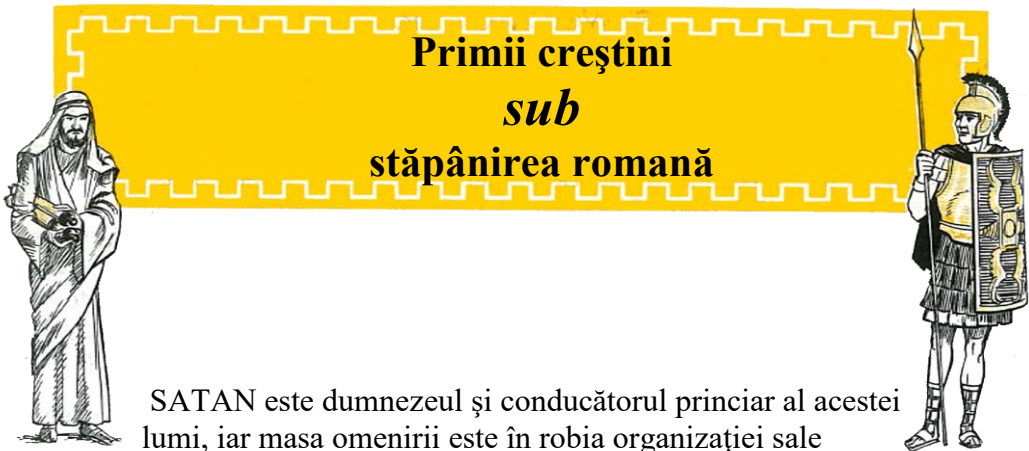 Primii creştini
sub
stăpânirea romană
SATAN este dumnezeul şi conducătorul princiar al acestei
lumi, iar masa omenirii este în robia organizaţiei sale